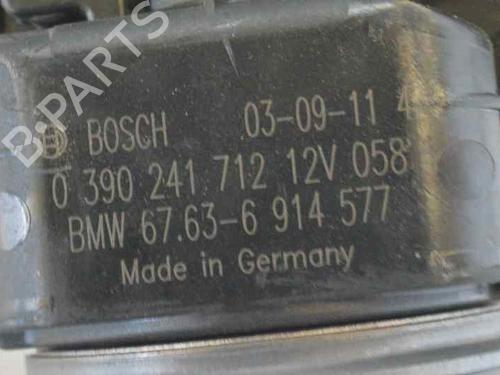 B-PARTS
BOSCH 03-09-11 4
0 390 241 712 12V 058
BMW 67.63-6 914 577
Made in Germany